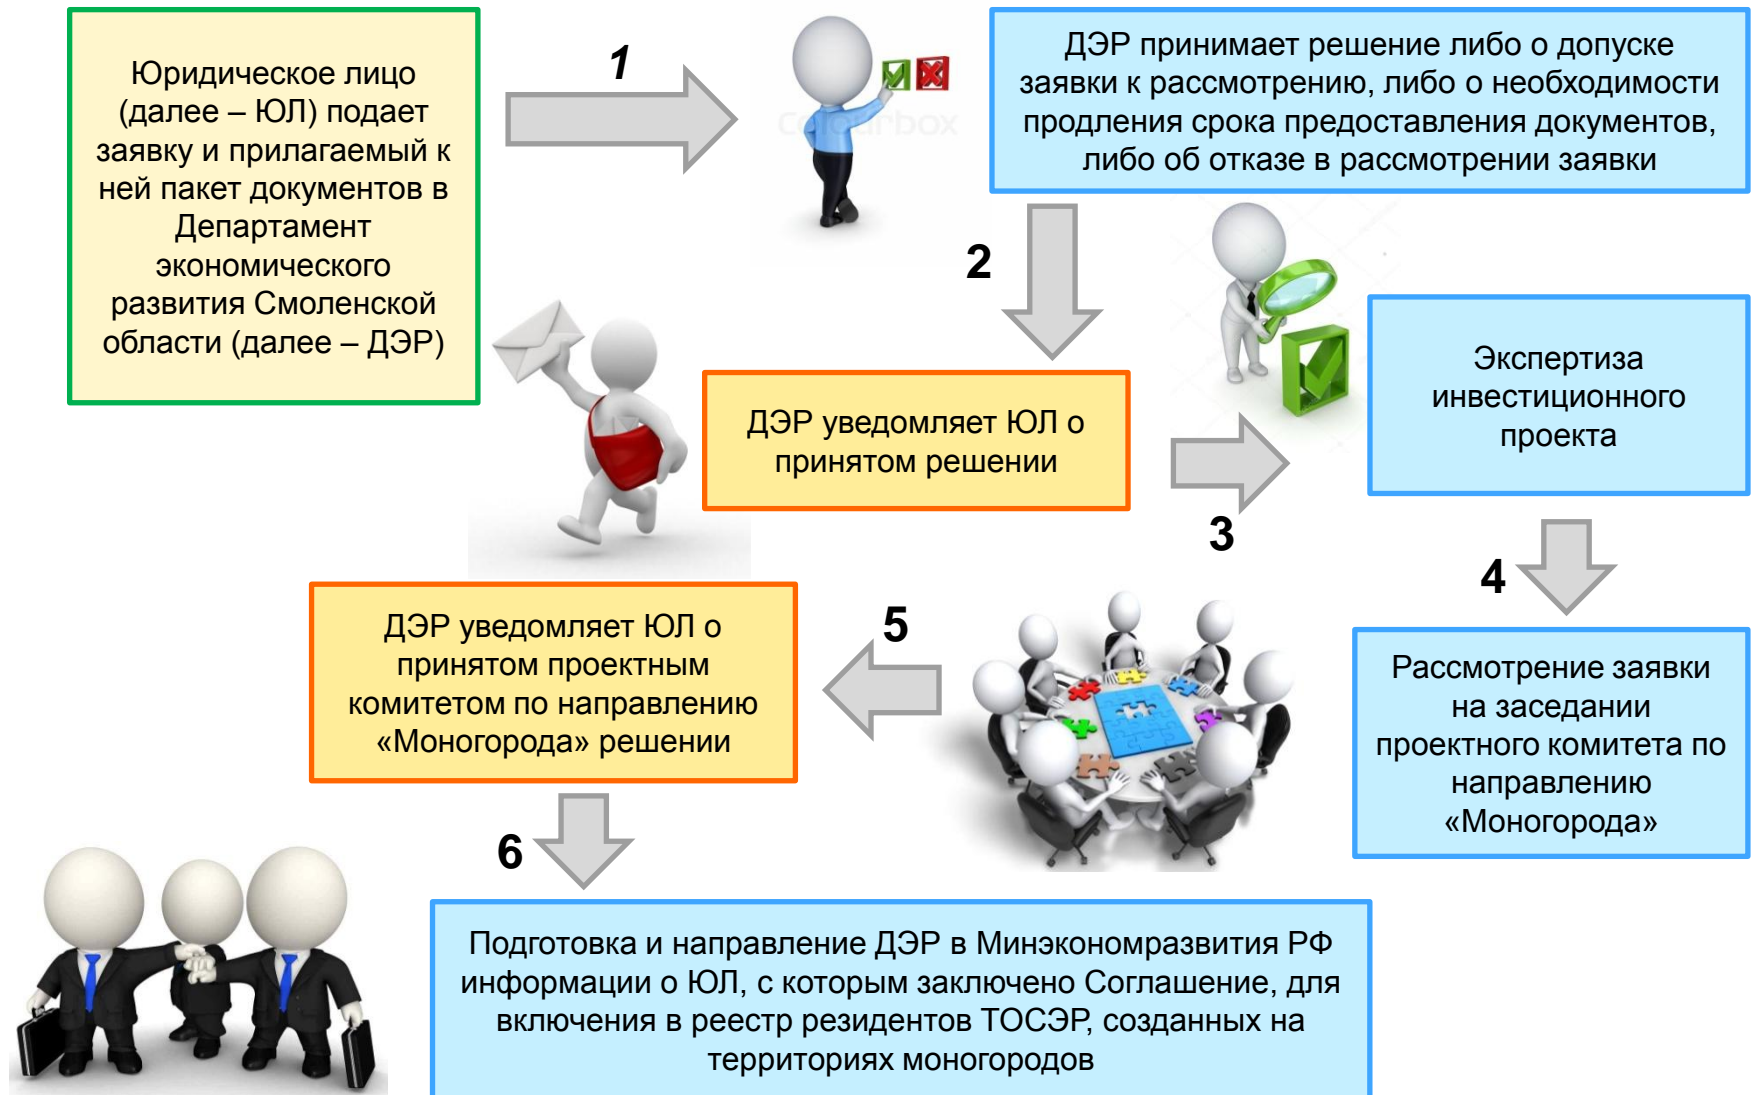 Юридическое лицо
(далее – ЮЛ) подает
заявку и прилагаемый к
ней пакет документов в
Департамент
экономического
развития Смоленской
области (далее – ДЭР)
1
colourbox
ДЭР принимает решение либо о допуске
заявки к рассмотрению, либо о необходимости
продления срока предоставления документов,
либо об отказе в рассмотрении заявки
2
ДЭР уведомляет ЮЛ о
принятом решении
3
Экспертиза
инвестиционного
проекта
4
Рассмотрение заявки
на заседании
проектного комитета по
направлению
«Моногорода»
5
ДЭР уведомляет ЮЛ о
принятом проектным
комитетом по направлению
«Моногорода» решении
6
Подготовка и направление ДЭР в Минэкономразвития РФ
информации о ЮЛ, с которым заключено Соглашение, для
включения в реестр резидентов ТОСЭР, созданных на
территориях моногородов